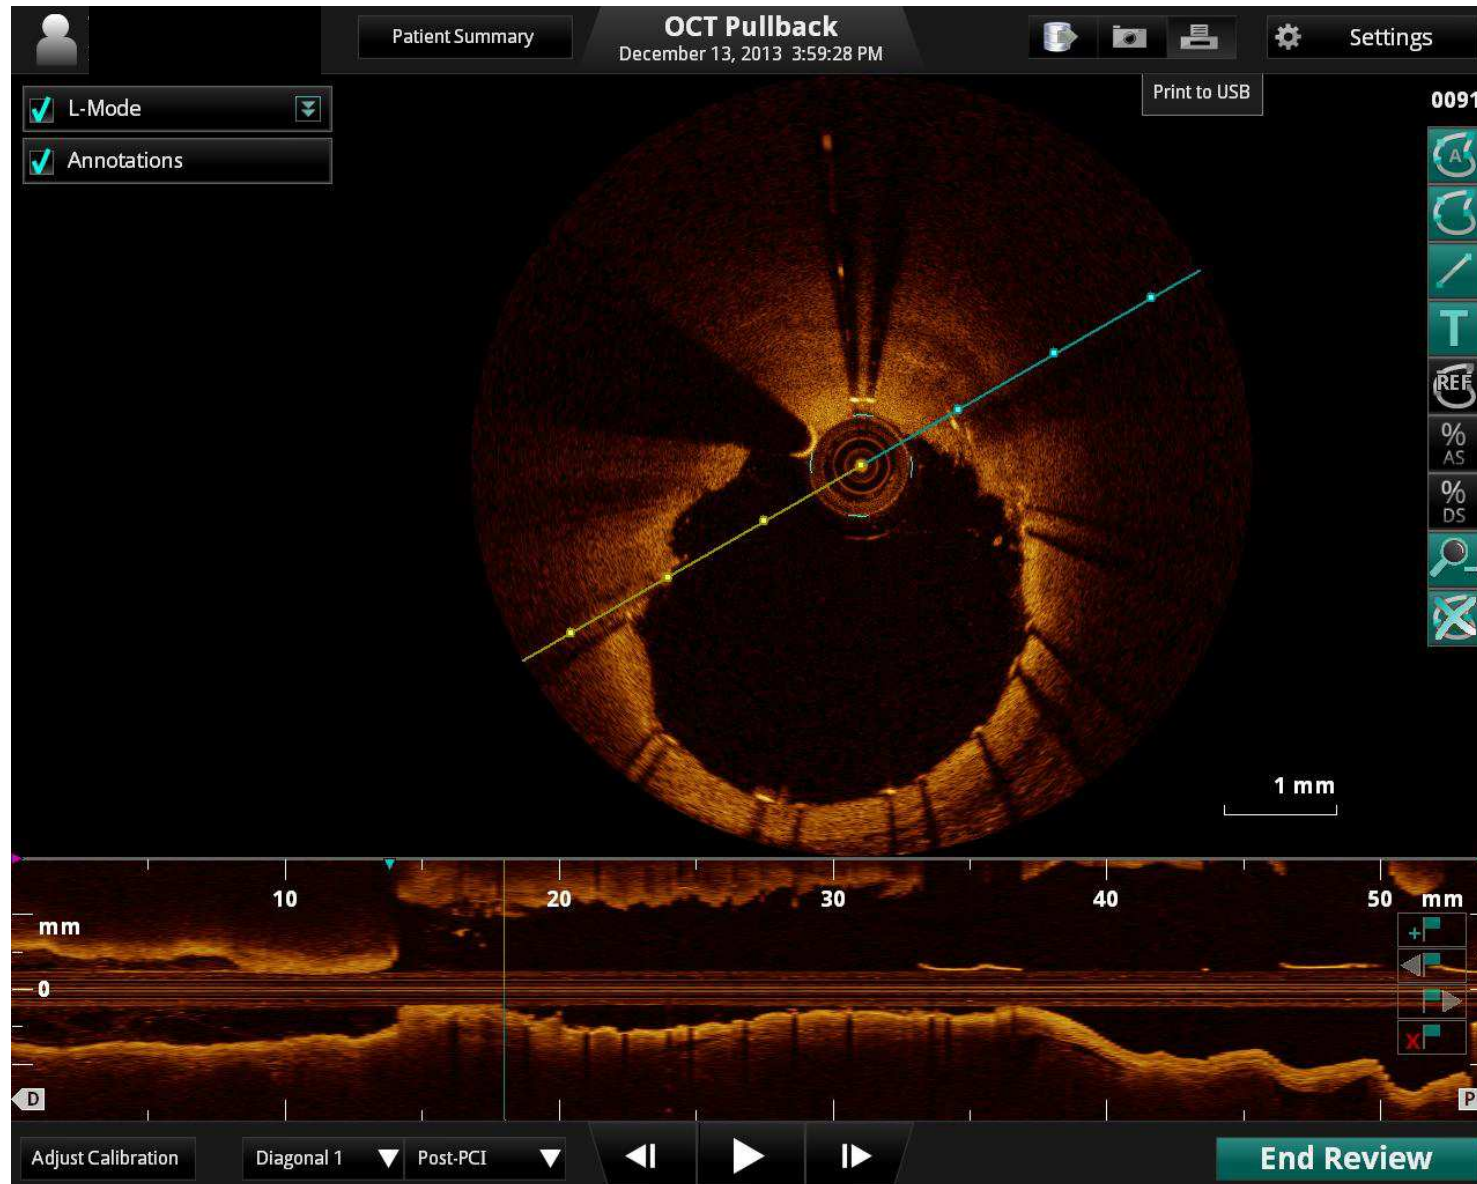 Patient Summary
OCT Pullback
December 13, 2013 3:59:28 PM
Settings
Print to USB
L-Mode
Annotations
0091
A
T
REF
%
AS
%
DS
1 mm
10 20 30 40 50 mm
mm
0
D
P
Adjust Calibration
Diagonal 1
Post-PCI
End Review